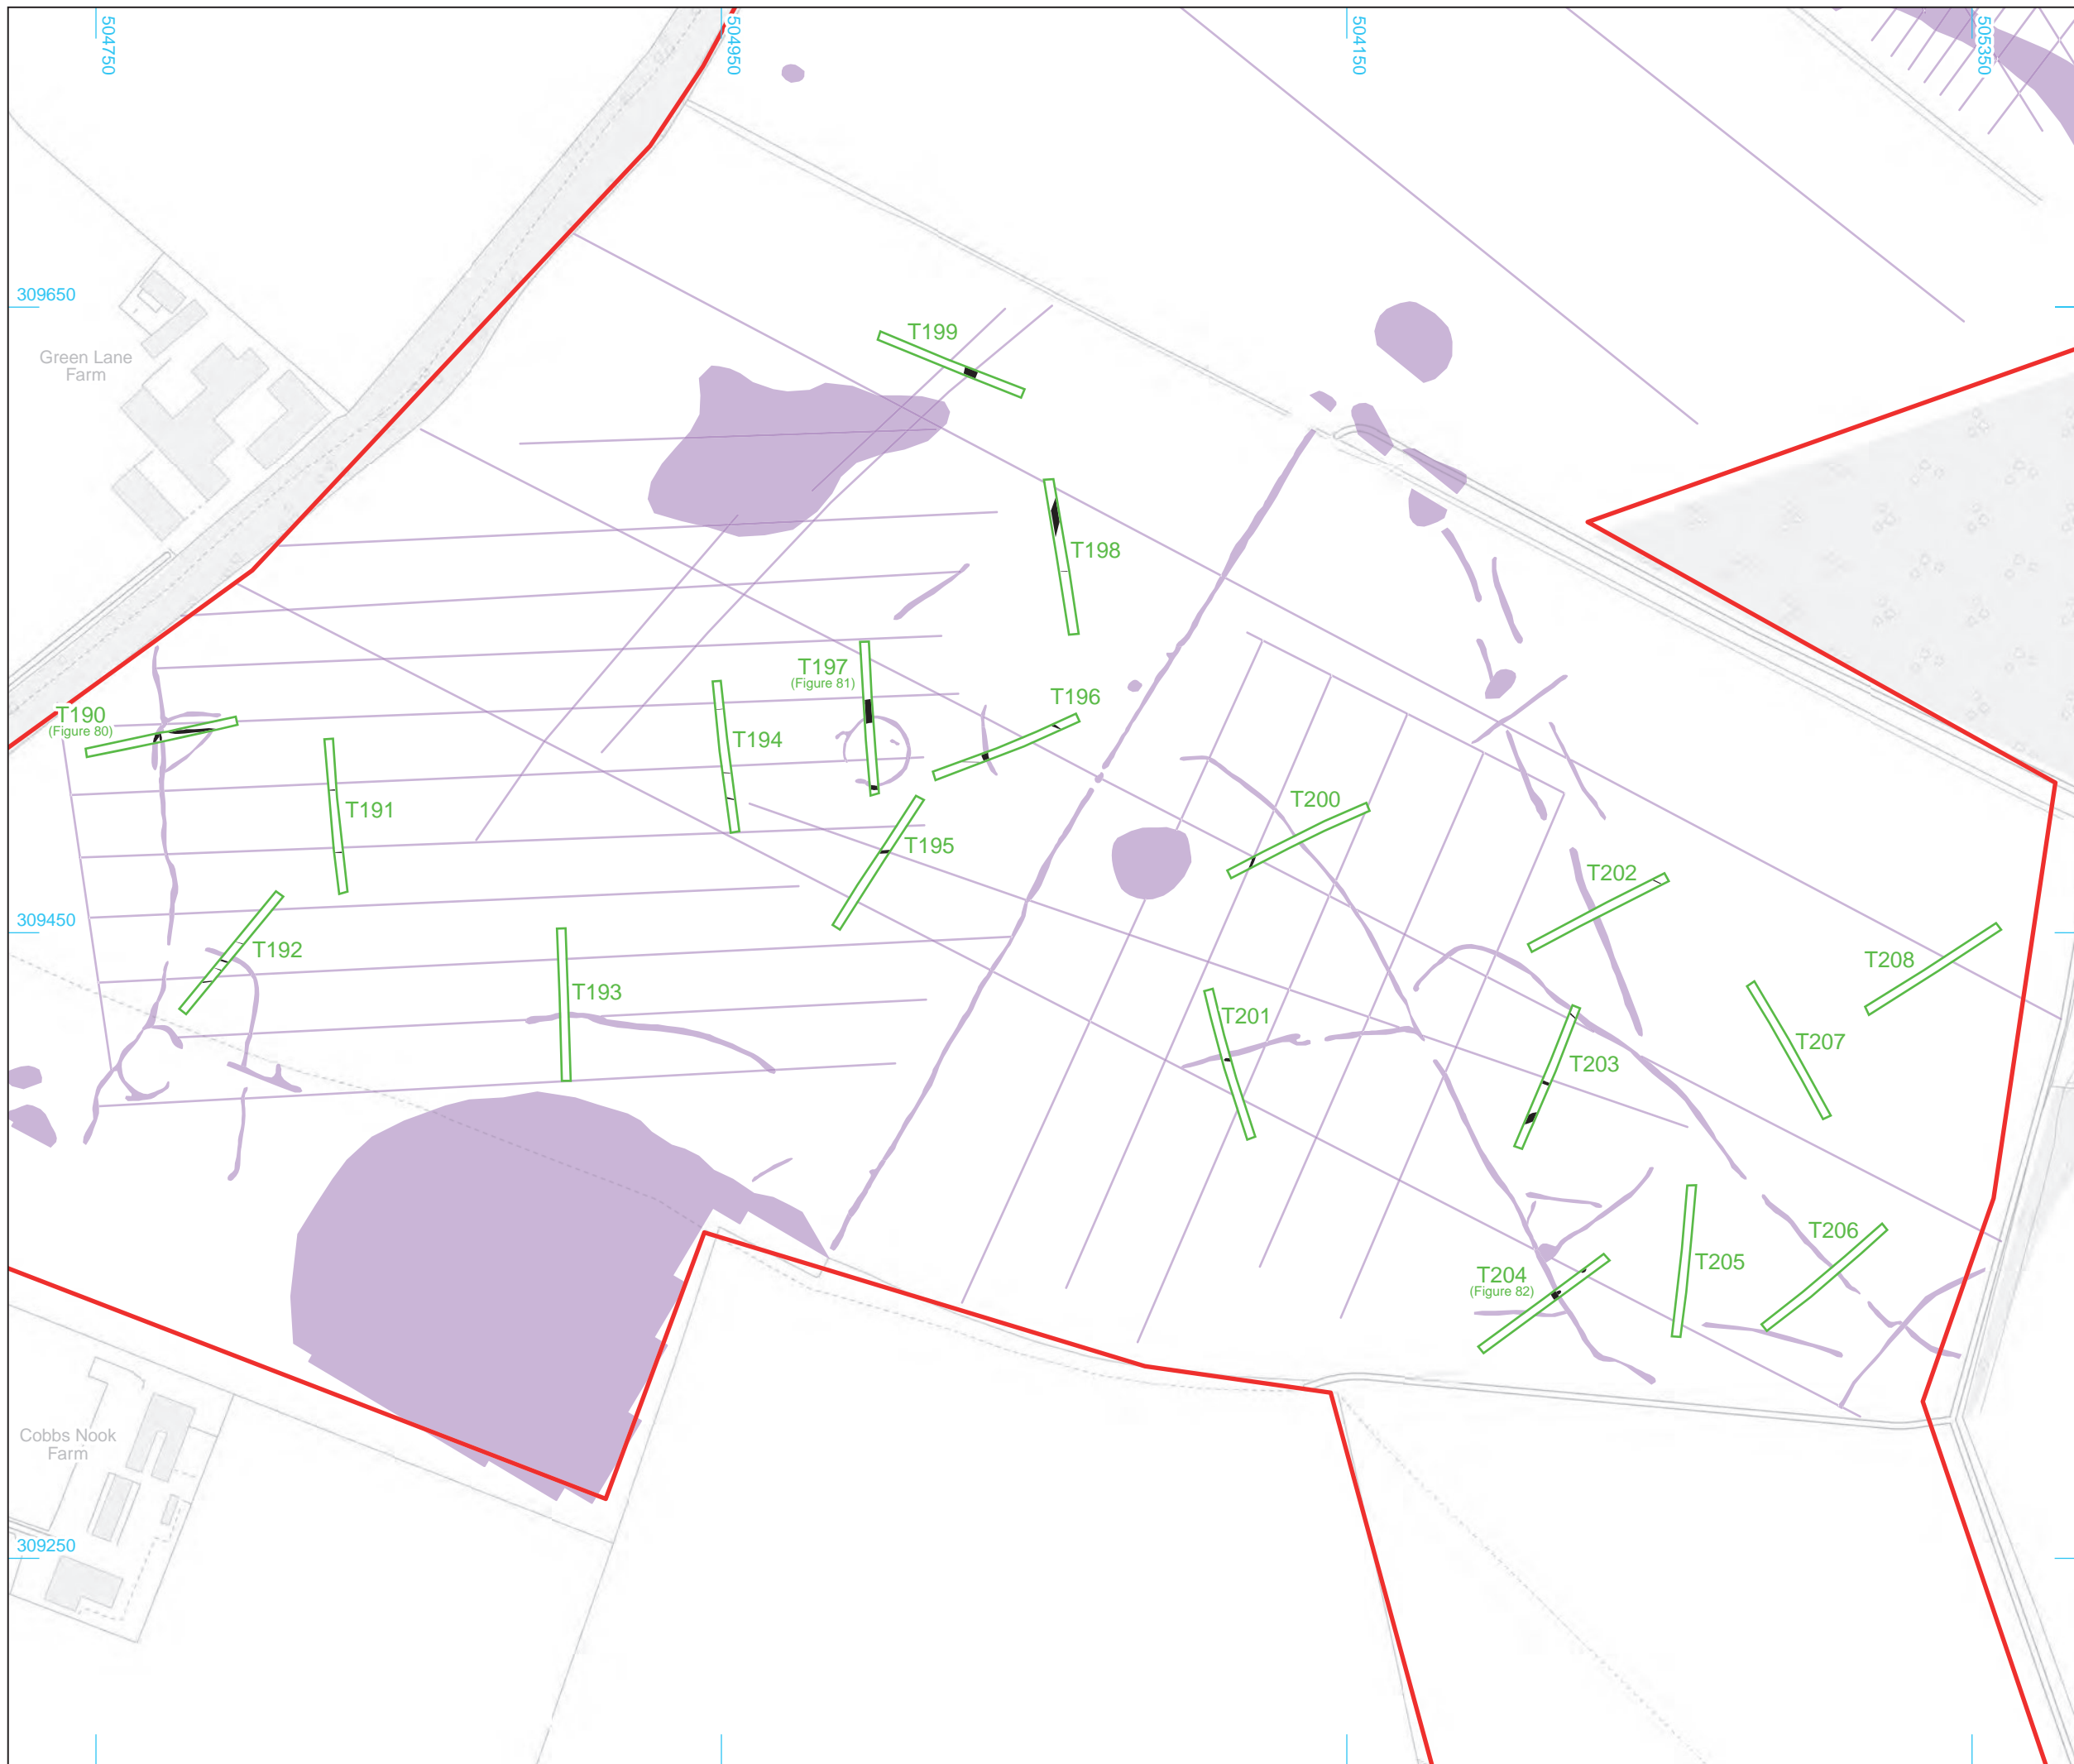 504750
504950
504150
505350
309650
Green Lane
Farm
T199
T198
T197
(Figure 81)
T196
T190
(Figure 80)
T194
T191
T200
T195
T202
309450
T192
T208
T193
T201
T207
T203
T206
T205
T204
(Figure 82)
Cobbs Nook
Farm
309250